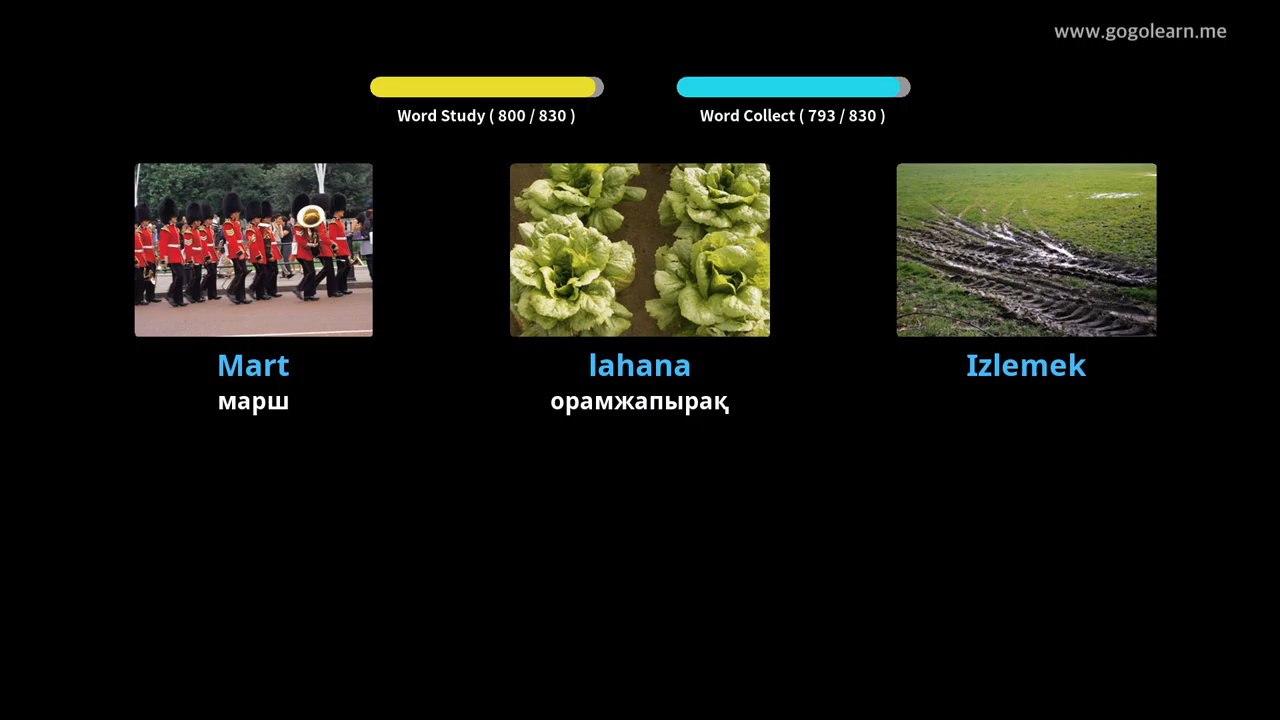 www.gogolearn.me
Word Study ( 800 / 830 )
Word Collect ( 793 / 830 )
Mart
lahana
Izlemek
марш
орамжапырақ